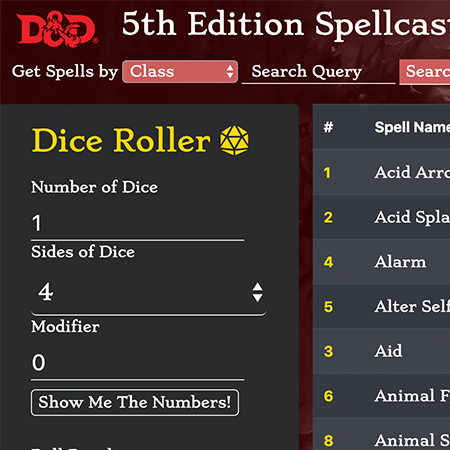 D&D 5th Edition Spellcas
Get Spells by Class Search Query Searc
Dice Roller
Number of Dice
1
Sides of Dice
4
Modifier
0
Show Me The Numbers!
# Spell Name
1 Acid Arro
2 Acid Spla
4 Alarm
5 Alter Self
3 Aid
6 Animal F
8 Animal S